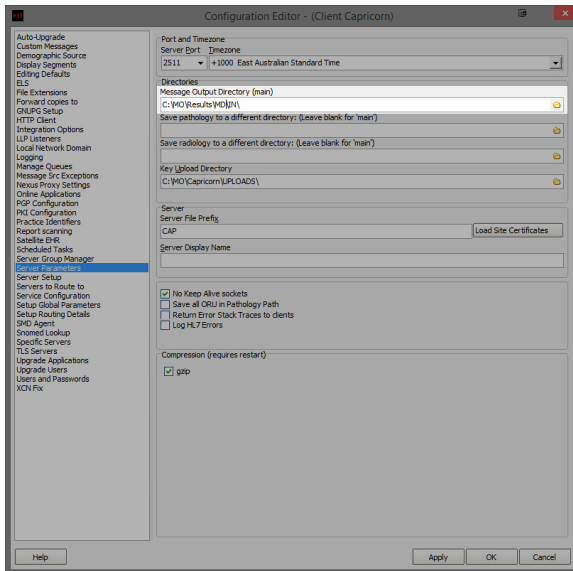 Configuration Editor - (Client Capricorn)
Auto-Upgrade
Custom Messages
Demographic Source
Display Segments
Editing Defaults
ELS
File Extensions
Forward copies to
GNUPG Setup
HTTP Client
Integration Options
LLP Listeners
Local Network Domain
Logging
Manage Queues
Message Src Exceptions
Nexus Proxy Settings
Online Applications
PGP Configuration
PKI Configuration
Practice Identifiers
Report scanning
Satellite EHR
Scheduled Tasks
Server Group Manager
Server Parameters
Server Setup
Servers to Route to
Service Configuration
Setup Global Parameters
Setup Routing Details
SMD Agent
Snomed Lookup
Specific Servers
TLS Servers
Upgrade Applications
Upgrade Users
Users and Passwords
XCN Fix
Port and Timezone
Server Port Timezone
2511 +1000 East Australian Standard Time
Directories
Message Output Directory (main)
C:\MO\Results\MD\IN\
Save pathology to a different directory: (Leave blank for 'main')
Save radiology to a different directory: (Leave blank for 'main')
Key Upload Directory
C:\MO\Capricorn\UPLOADS\
Server
Server File Prefix
CAP Load Site Certificates
Server Display Name
No Keep Alive sockets
Save all ORU in Pathology Path
Return Error Stack Traces to clients
Log HL7 Errors
Compression (requires restart)
gzip
Help Apply OK Cancel